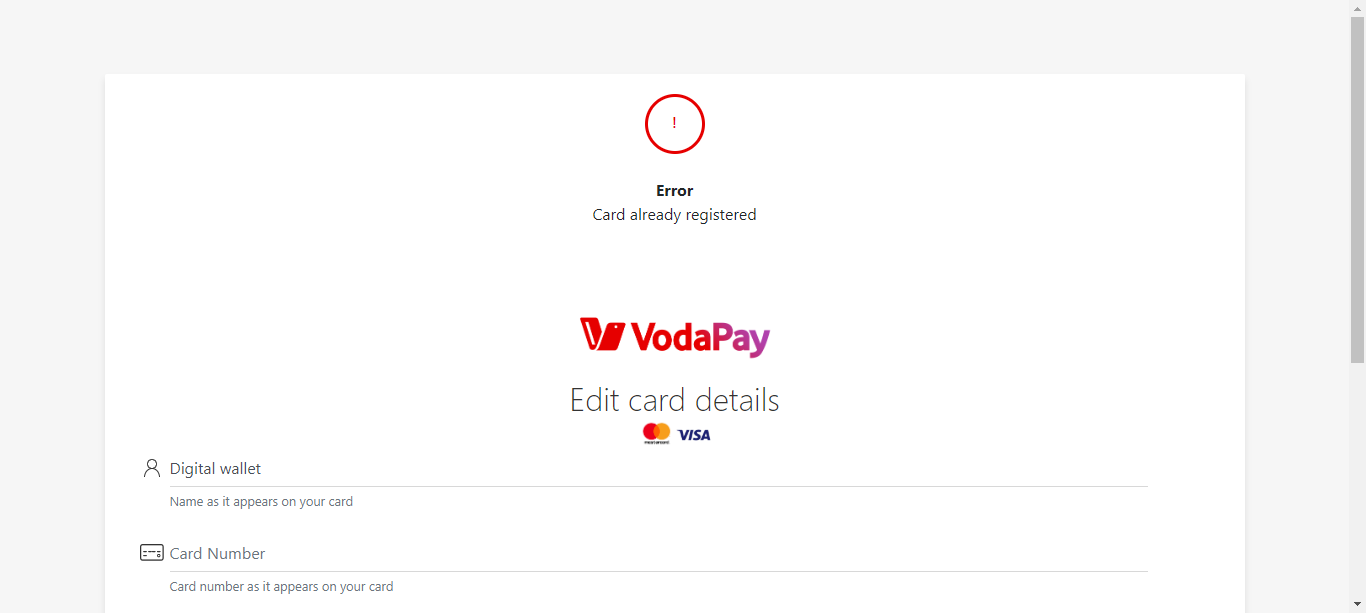 !
Error
Card already registered
VodaPay
Edit card details
VISA
Digital wallet
Name as it appears on your card
Card Number
Card number as it appears on your card